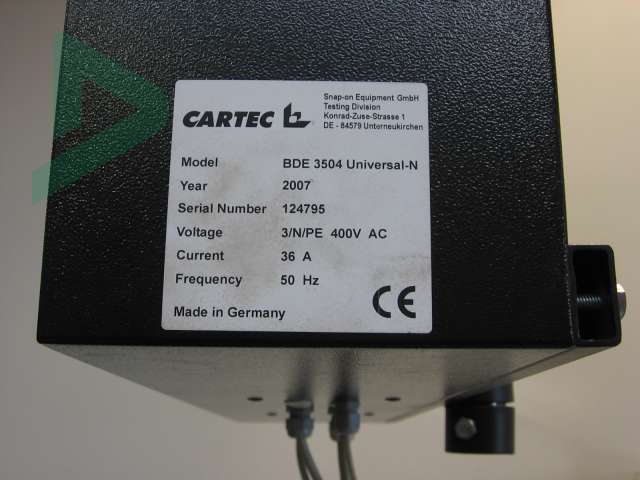 CARTEC
Snap-on Equipment GmbH
Testing Division
Konrad-Zuse-Strasse 1
DE - 84579 Unterneukirchen
Model BDE 3504 Universal-N
Year 2007
Serial Number 124795
Voltage 3/N/PE 400V AC
Current 36 A
Frequency 50 Hz
Made in Germany
CE